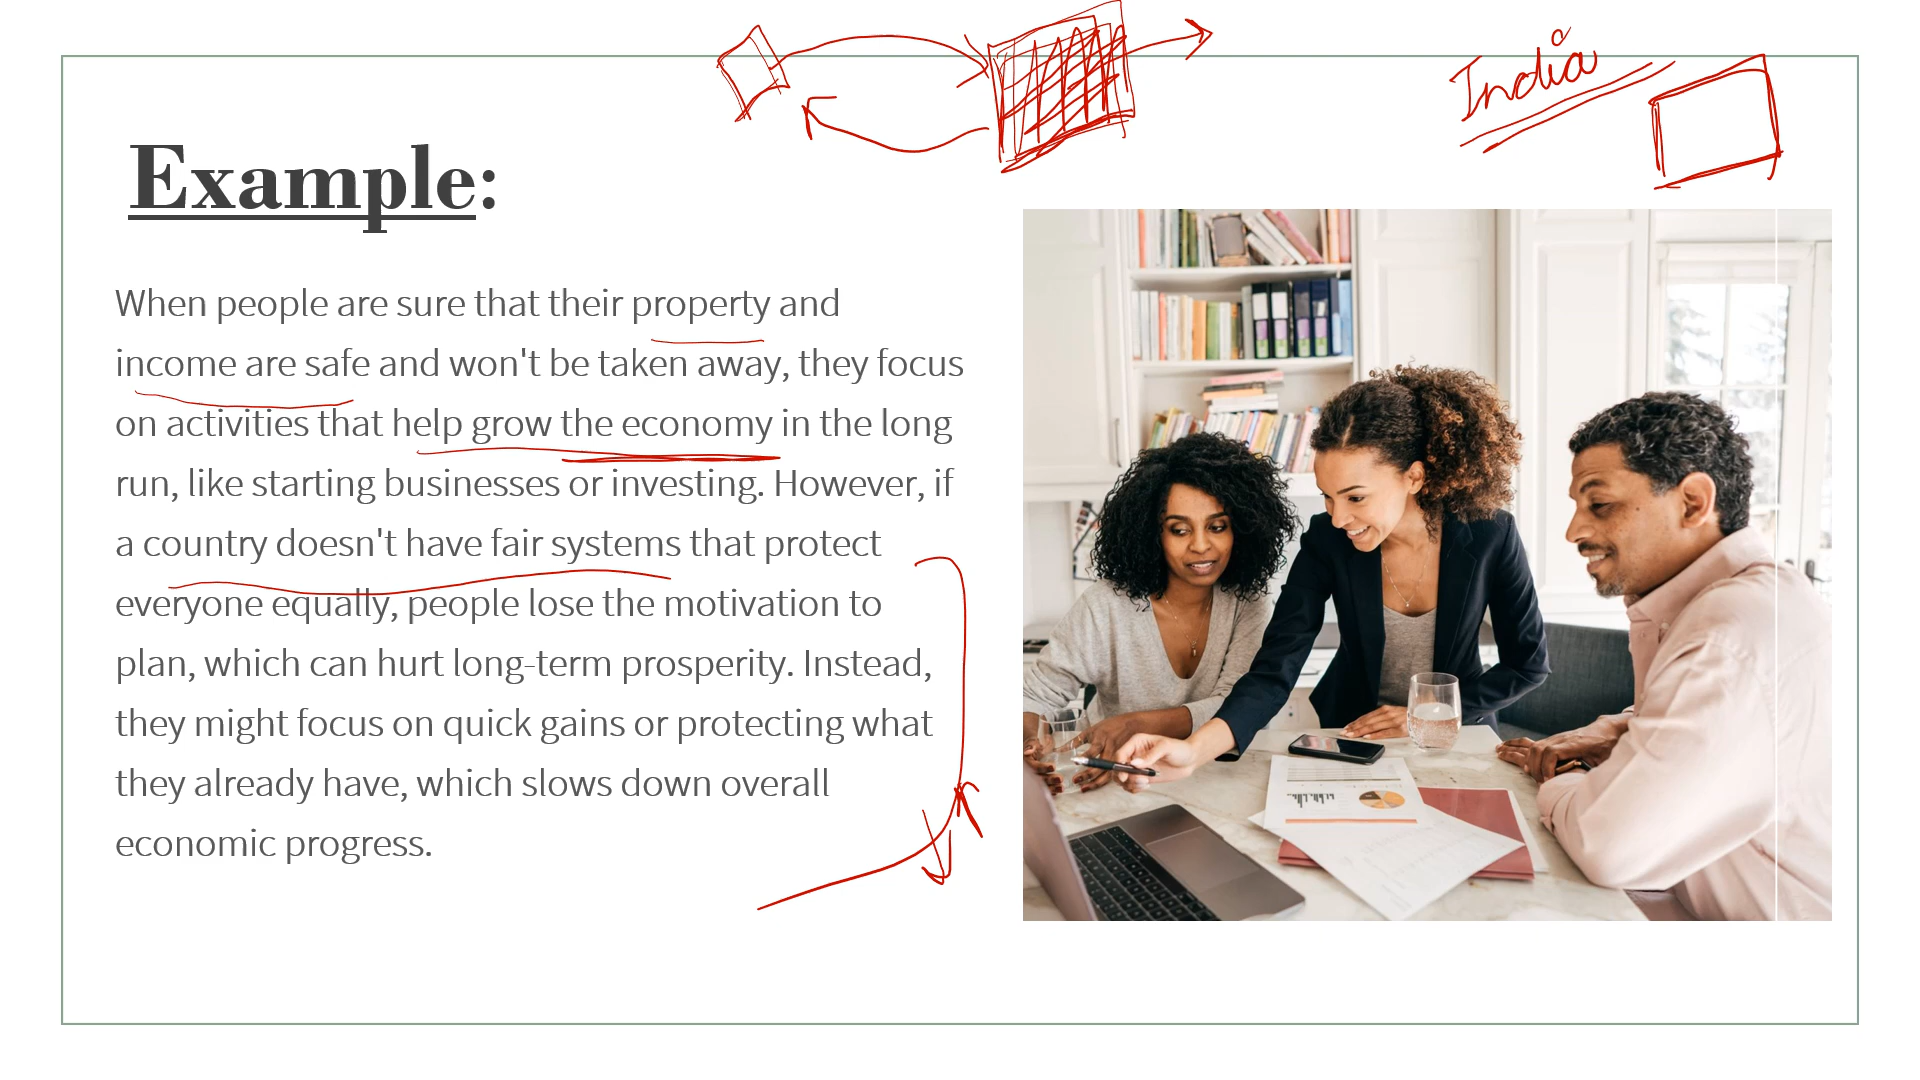 India
Example:
When people are sure that their property and
income are safe and won't be taken away, they focus
on activities that help grow the economy in the long
run, like starting businesses or investing. However, if
a country doesn't have fair systems that protect
everyone equally, people lose the motivation to
plan, which can hurt long-term prosperity. Instead,
they might focus on quick gains or protecting what
they already have, which slows down overall
economic progress.